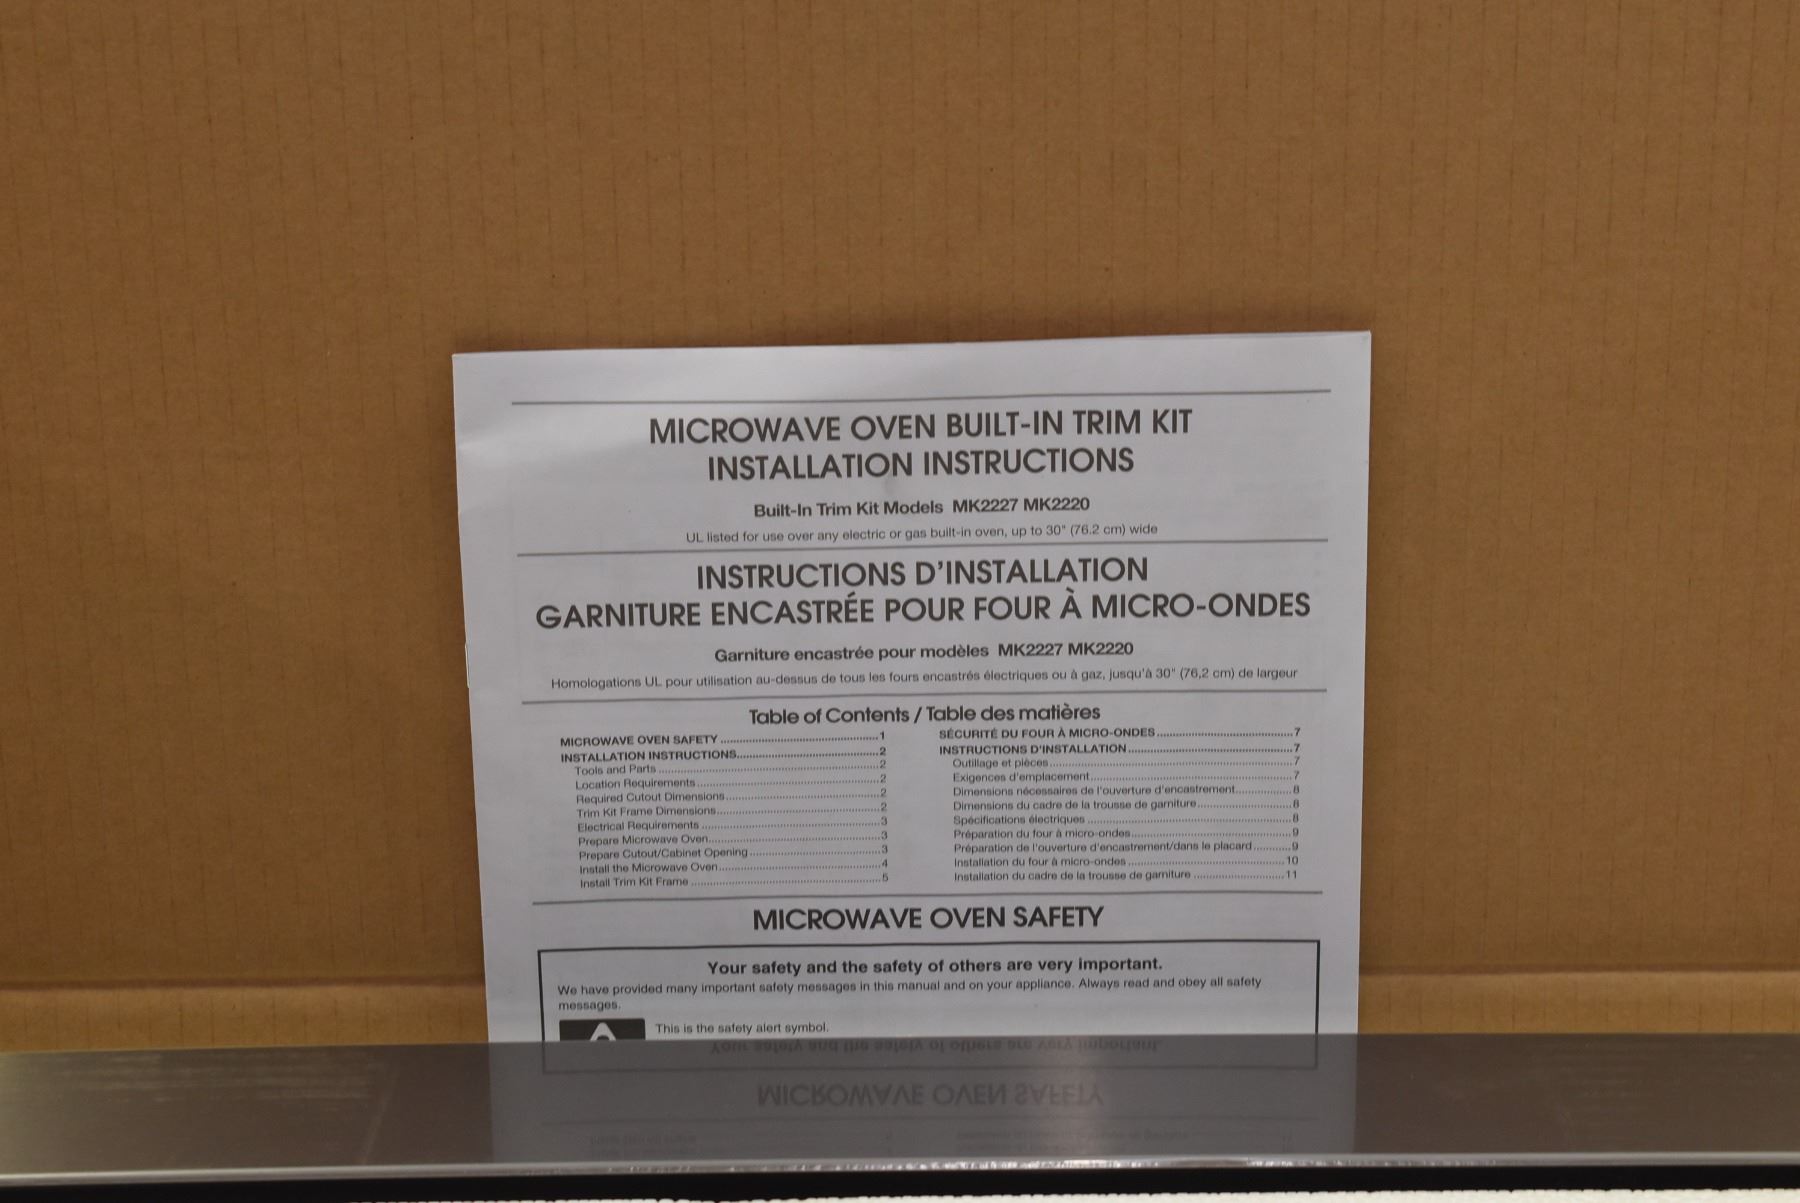 MICROWAVE OVEN BUILT-IN TRIM KIT
INSTALLATION INSTRUCTIONS
Built-In Trim Kit Models MK2227 MK2220
UL listed for use over any electric or gas built-in oven, up to 30" (76.2 cm) wide
INSTRUCTIONS D'INSTALLATION
GARNITURE ENCASTRÉE POUR FOUR À MICRO-ONDES
Garniture encastrée pour modèles MK2227 MK2220
Homologations UL pour utilisation au-dessus de tous les fours encastrés électriques ou à gaz, jusqu'à 30" (76,2 cm) de largeur
Table of Contents / Table des matières
MICROWAVE OVEN SAFETY ........ 1
INSTALLATION INSTRUCTIONS ........ 2
Tools and Parts ........ 2
Location Requirements ........ 2
Required Cutout Dimensions ........ 2
Trim Kit Frame Dimensions ........ 2
Electrical Requirements ........ 3
Prepare Microwave Oven ........ 3
Prepare Cutout/Cabinet Opening ........ 3
Install the Microwave Oven ........ 4
Install Trim Kit Frame ........ 5
SÉCURITÉ DU FOUR À MICRO-ONDES ........ 7
INSTRUCTIONS D'INSTALLATION ........ 7
Outillage et pièces ........ 7
Exigences d'emplacement ........ 7
Dimensions nécessaires de l'ouverture d'encastrement ........ 8
Dimensions du cadre de la trousse de garniture ........ 8
Spécifications électriques ........ 8
Préparation du four à micro-ondes ........ 9
Préparation de l'ouverture d'encastrement/dans le placard ........ 9
Installation du four à micro-ondes ........ 10
Installation du cadre de la trousse de garniture ........ 11
MICROWAVE OVEN SAFETY
Your safety and the safety of others are very important.
We have provided many important safety messages in this manual and on your appliance. Always read and obey all safety
messages.
This is the safety alert symbol.